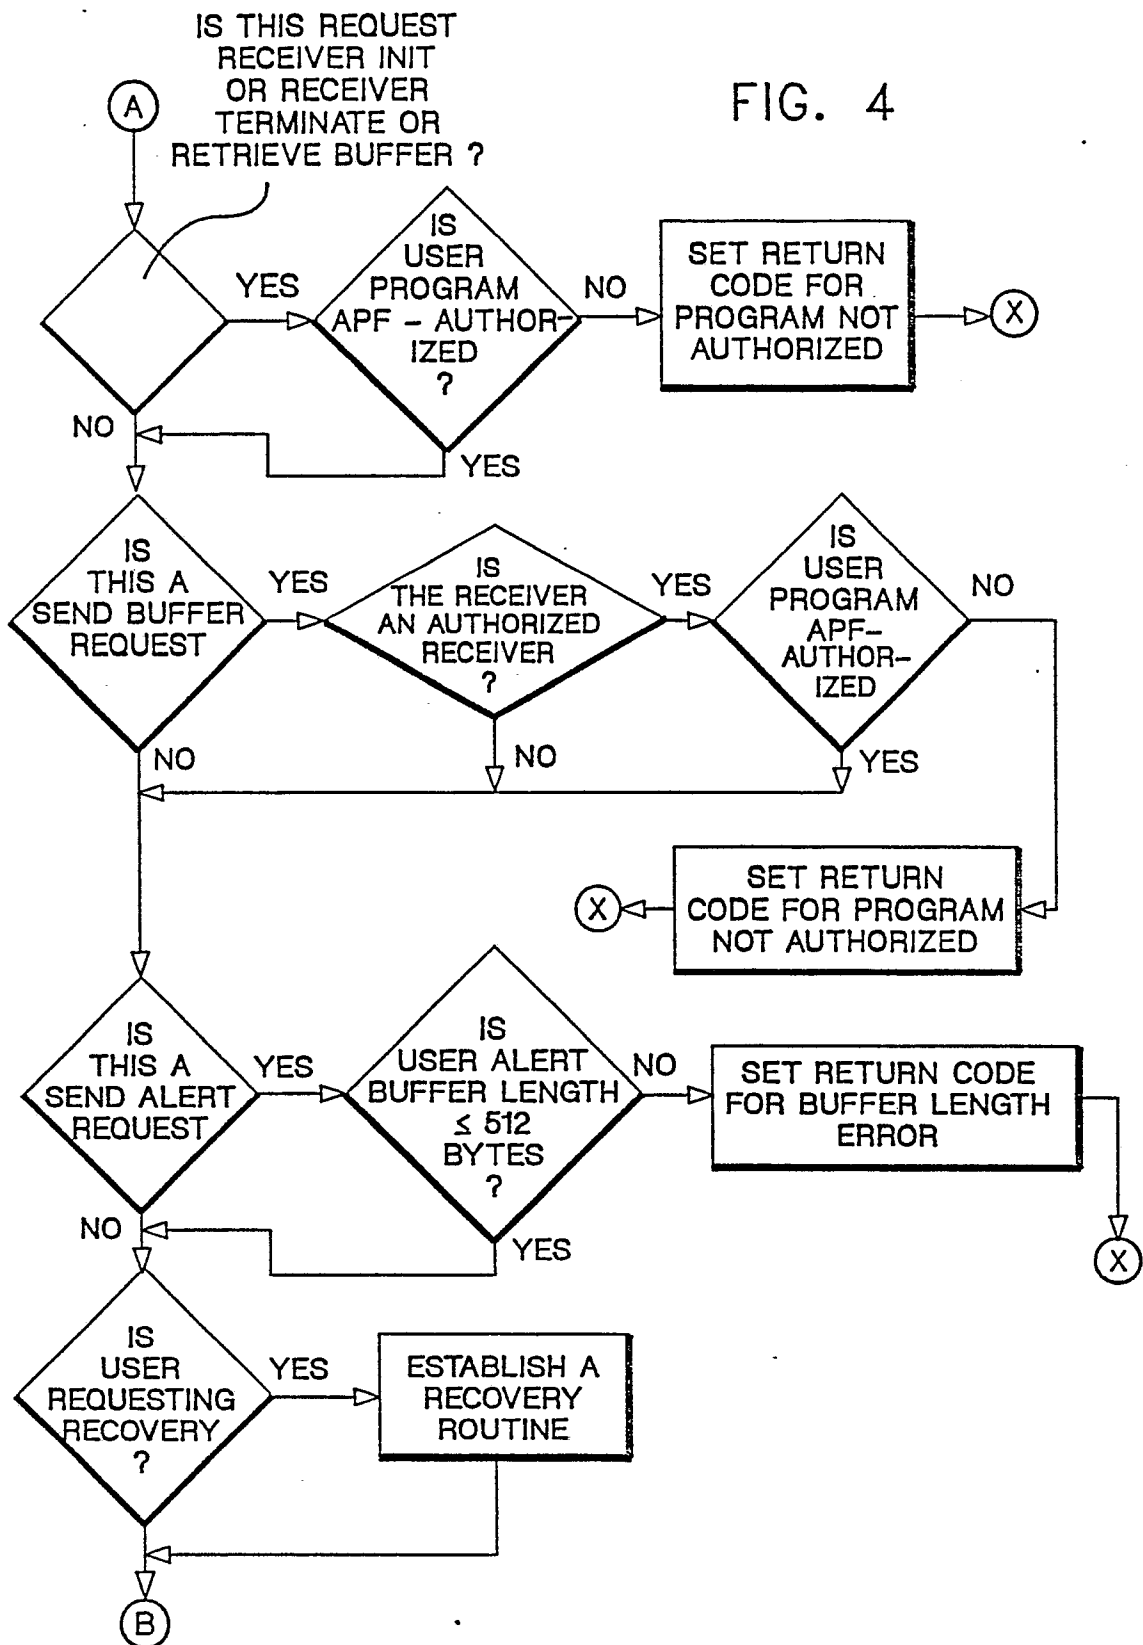 IS THIS REQUEST
RECEIVER INIT
OR RECEIVER
TERMINATE OR
RETRIEVE BUFFER ?
FIG. 4
A
YES
IS
USER
PROGRAM
APF - AUTHOR-
IZED
?
NO
SET RETURN
CODE FOR
PROGRAM NOT
AUTHORIZED
X
NO
YES
IS
THIS A
SEND BUFFER
REQUEST
YES
IS
THE RECEIVER
AN AUTHORIZED
RECEIVER
?
YES
IS
USER
PROGRAM
APF-
AUTHOR-
IZED
NO
NO
NO
YES
SET RETURN
CODE FOR PROGRAM
NOT AUTHORIZED
X
IS
THIS A
SEND ALERT
REQUEST
YES
IS
USER ALERT
BUFFER LENGTH
≤ 512
BYTES
?
NO
SET RETURN CODE
FOR BUFFER LENGTH
ERROR
X
NO
YES
IS
USER
REQUESTING
RECOVERY
?
YES
ESTABLISH A
RECOVERY
ROUTINE
B